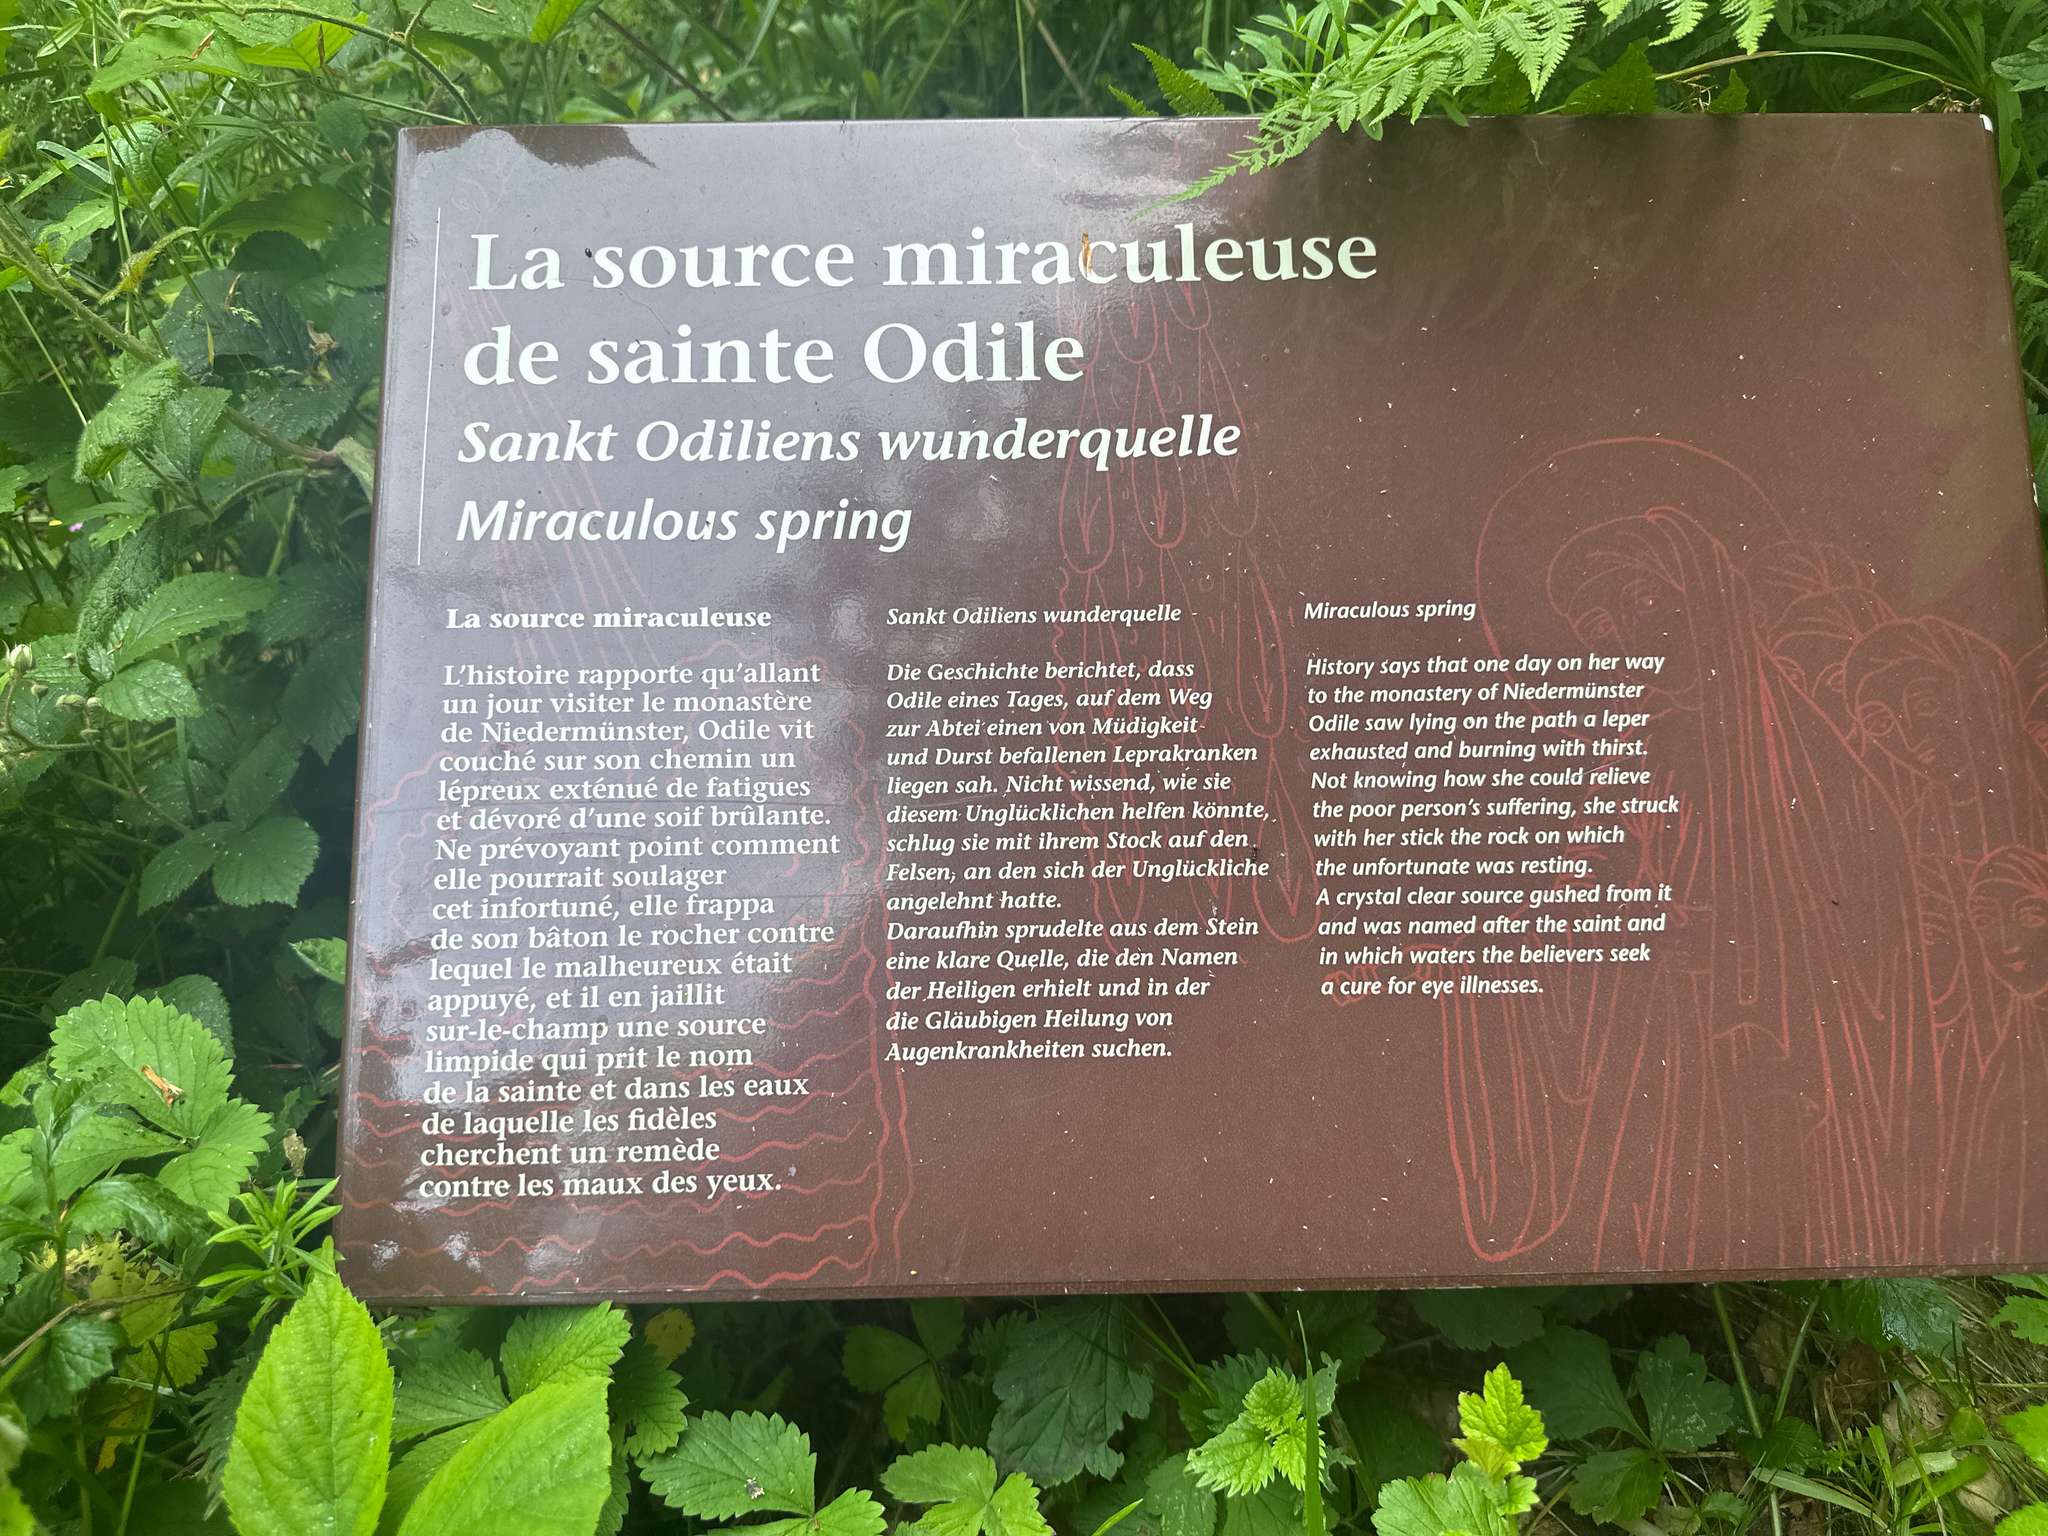 La source miraculeuse
de sainte Odile
Sankt Odiliens wunderquelle
Miraculous spring
La source miraculeuse
L'histoire rapporte qu'allant
un jour visiter le monastère
de Niedermünster, Odile vit
couché sur son chemin un
lépreux exténué de fatigues
et dévoré d'une soif brûlante.
Ne prévoyant point comment
elle pourrait soulager
cet infortuné, elle frappa
de son bâton le rocher contre
lequel le malheureux était
appuyé, et il en jaillit
sur-le-champ une source
limpide qui prit le nom
de la sainte et dans les eaux
de laquelle les fidèles
cherchent un remède
contre les maux des yeux.
Sankt Odiliens wunderquelle
Die Geschichte berichtet, dass
Odile eines Tages, auf dem Weg
zur Abtei einen von Müdigkeit
und Durst befallenen Leprakranken
liegen sah. Nicht wissend, wie sie
diesem Unglücklichen helfen könnte,
schlug sie mit ihrem Stock auf den
Felsen, an den sich der Unglückliche
angelehnt hatte.
Daraufhin sprudelte aus dem Stein
eine klare Quelle, die den Namen
der Heiligen erhielt und in der
die Gläubigen Heilung von
Augenkrankheiten suchen.
Miraculous spring
History says that one day on her way
to the monastery of Niedermünster
Odile saw lying on the path a leper
exhausted and burning with thirst.
Not knowing how she could relieve
the poor person's suffering, she struck
with her stick the rock on which
the unfortunate was resting.
A crystal clear source gushed from it
and was named after the saint and
in which waters the believers seek
a cure for eye illnesses.